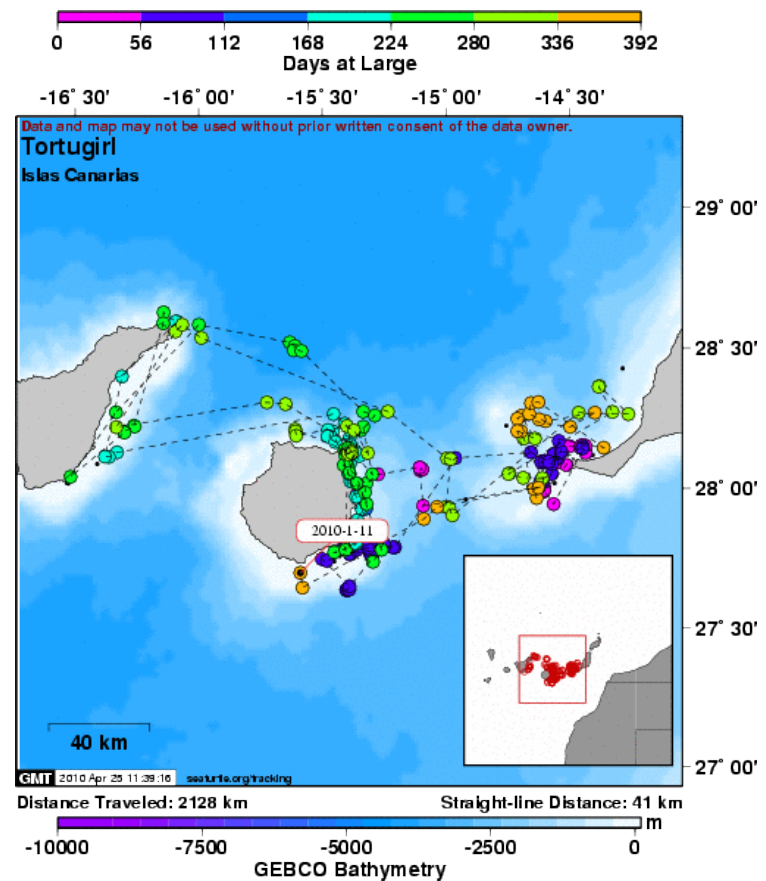 0 56 112 168 224 280 336 392
Days at Large
-16˚30' -16˚00' -15˚30' -15˚00' -14˚30'
Data and map may not be used without prior written consent of the data owner.
Tortugirl
Islas Canarias
29˚00'
28˚30'
28˚00'
2010-1-11
27˚30'
40 km
27˚00'
GMT 2010 Apr 25 11:39:16 seaturtle.org/tracking
Distance Traveled: 2128 km Straight-line Distance: 41 km
m
-10000 -7500 -5000 -2500 0
GEBCO Bathymetry